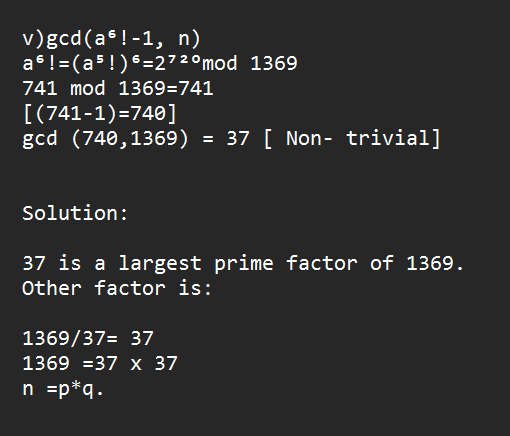 v)gcd(a⁶!-1, n)
a⁶!=(a⁵!)⁶=2⁷²⁰mod 1369
741 mod 1369=741
[(741-1)=740]
gcd (740,1369) = 37 [ Non- trivial]
Solution:
37 is a largest prime factor of 1369.
Other factor is:
1369/37= 37
1369 =37 x 37
n =p*q.